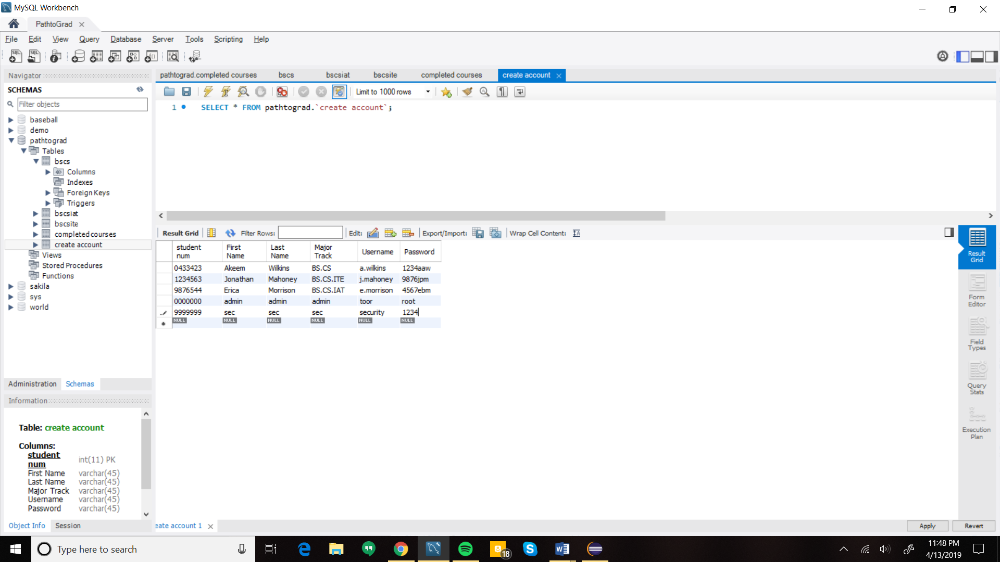 MySQL Workbench
PathtoGrad
File Edit View Query Database Server Tools Scripting Help
Navigator
SCHEMAS
Filter objects
baseball
demo
pathtograd
Tables
bscs
Columns
Indexes
Foreign Keys
Triggers
bscsiat
bscsite
completed courses
create account
Views
Stored Procedures
Functions
sakila
sys
world
Administration Schemas
Information
Table: create account
Columns:
student num int(11) PK
First Name varchar(45)
Last Name varchar(45)
Major Track varchar(45)
Username varchar(45)
Password varchar(45)
Object Info Session
pathtograd.completed courses bscs bscsiat bscsite completed courses create account
Limit to 1000 rows
1 SELECT * FROM pathtograd.`create account`;
Result Grid Filter Rows: Edit: Export/Import: Wrap Cell Content:
student num First Name Last Name Major Track Username Password
0433423 Akeem Wilkins BS.CS a.wilkins 1234aaw
1234563 Jonathan Mahoney BS.CS.ITE j.mahoney 9876jpm
9876544 Erica Morrison BS.CS.IAT e.morrison 4567ebm
0000000 admin admin admin toor root
9999999 sec sec sec security 1234
NULL NULL NULL NULL NULL NULL
Result Grid
Form Editor
Field Types
Query Stats
Execution Plan
eate account 1
Apply Revert
Type here to search
18
11:48 PM
4/13/2019